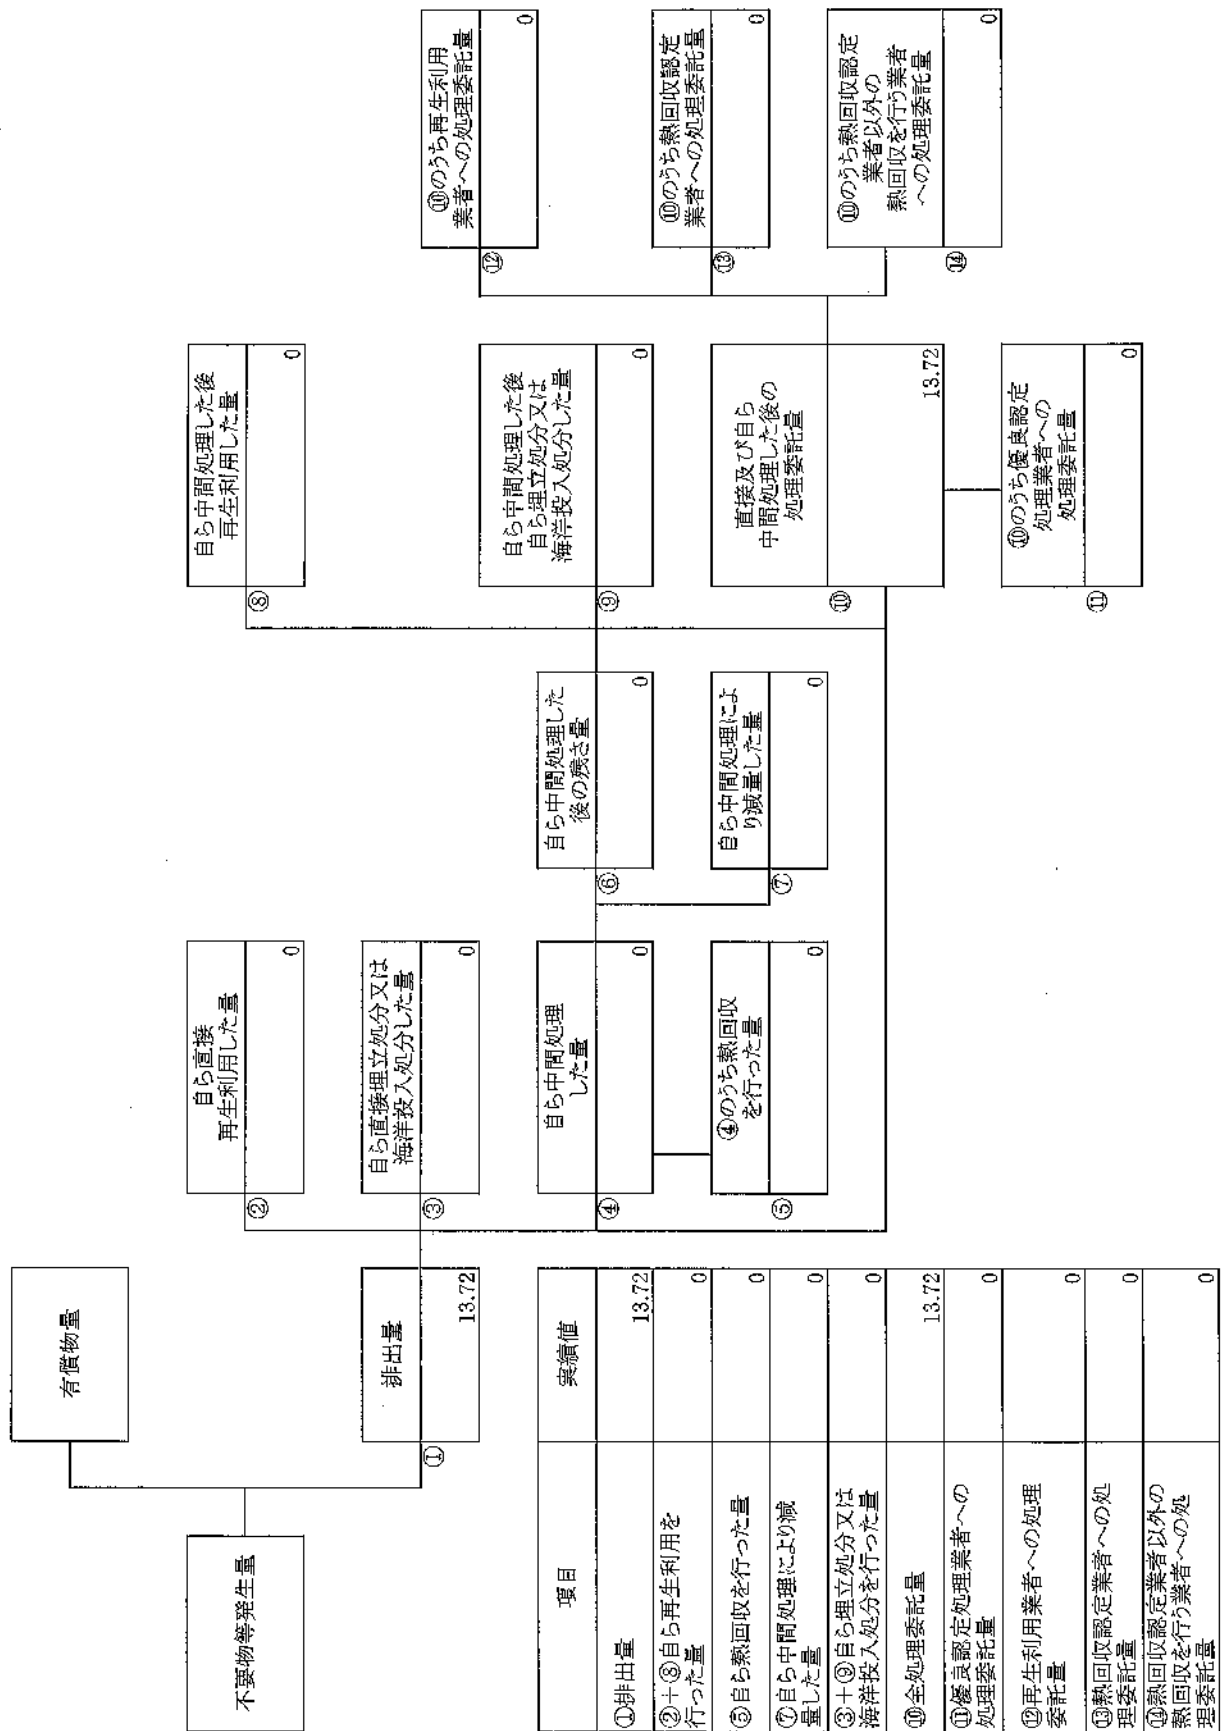 不要物等発生量
有償物量
①
排出量
13.72
②
自ら直接
再生利用した量
0
③
自ら直接埋立処分又は
海洋投入処分した量
0
④
自ら中間処理
した量
0
⑤
④のうち熱回収
を行った量
0
⑥
自ら中間処理した
後の残さ量
0
⑦
自ら中間処理によ
り減量した量
0
⑧
自ら中間処理した後
再生利用した量
0
⑨
自ら中間処理した後
自ら埋立処分又は
海洋投入処分した量
0
⑩
直接及び自ら
中間処理した後の
処理委託量
13.72
⑪
⑩のうち優良認定
処理業者への
処理委託量
0
⑫
⑩のうち再生利用
業者への処理委託量
0
⑬
⑩のうち熱回収認定
業者への処理委託量
0
⑭
⑩のうち熱回収認定
業者以外の
熱回収を行う業者
への処理委託量
0
項目 実績値
①排出量 13.72
②+⑧自ら再生利用を
行った量 0
⑤自ら熱回収を行った量 0
⑦自ら中間処理により減
量した量 0
③+⑨自ら埋立処分又は
海洋投入処分を行った量 0
⑩全処理委託量 13.72
⑪優良認定処理業者への
処理委託量 0
⑫再生利用業者への処理
委託量 0
⑬熱回収認定業者への処
理委託量 0
⑭熱回収認定業者以外の
熱回収を行う業者への処
理委託量 0